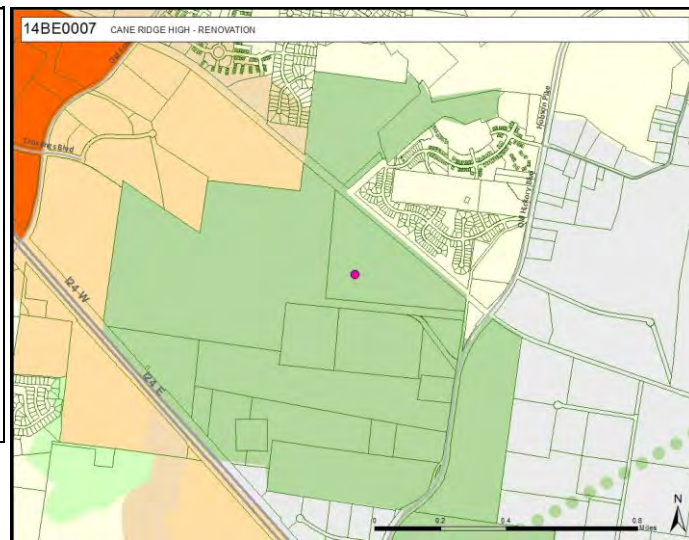 14BE0007 CANE RIDGE HIGH - RENOVATION
Hobson Pike
Old Hickory Blvd
I24 W
I24 E
N
0 0.2 0.4 0.8
Miles